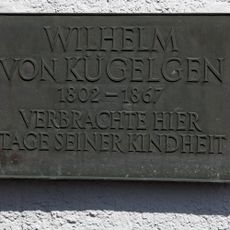 WILHELM
VON KÜGELGEN
1802 – 1867
VERBRACHTE HIER
TAGE SEINER KINDHEIT